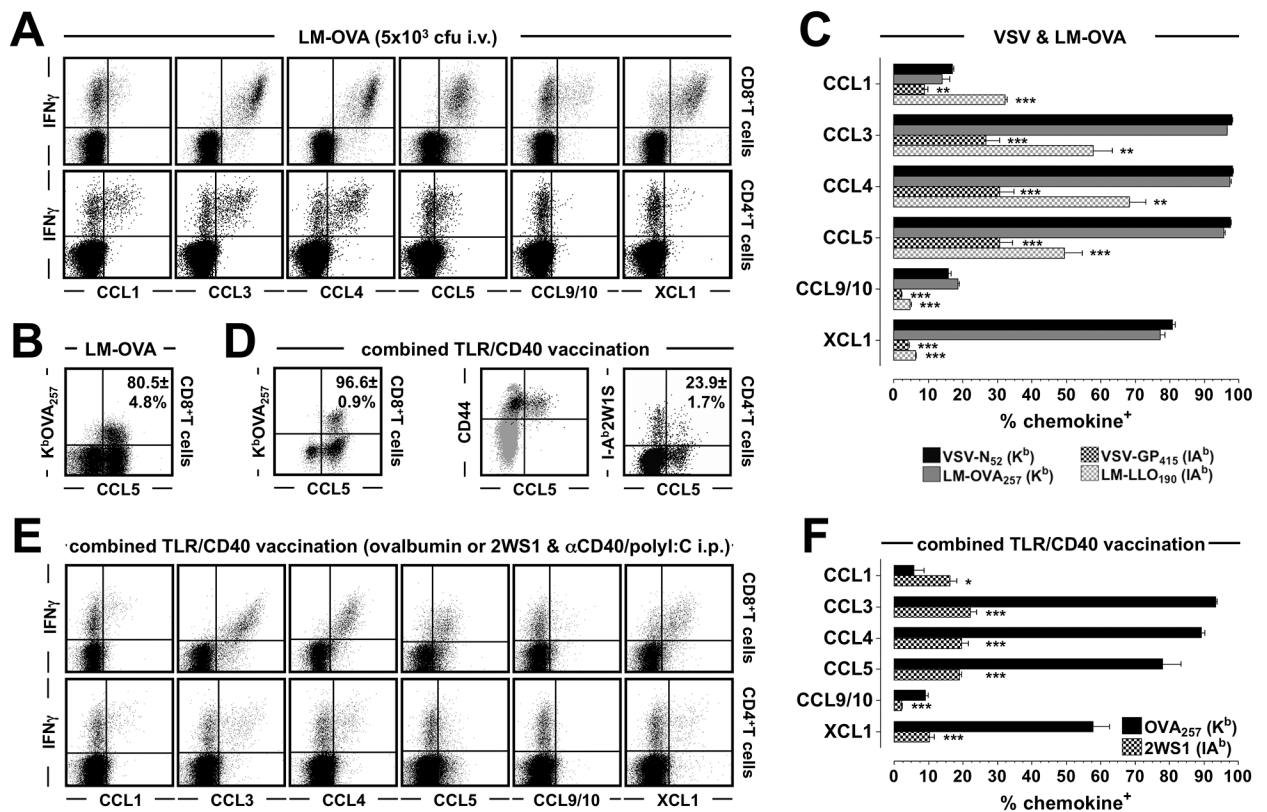 A
LM-OVA (5x10³ cfu i.v.)
IFNγ
CD8⁺T cells
IFNγ
CD4⁺T cells
CCL1 CCL3 CCL4 CCL5 CCL9/10 XCL1
B
LM-OVA
KᵇOVA₂₅₇
80.5±
4.8%
CD8⁺T cells
CCL5
D
combined TLR/CD40 vaccination
KᵇOVA₂₅₇
96.6±
0.9%
CD8⁺T cells
CCL5
CD44
CCL5
I-Aᵇ2W1S
23.9±
1.7%
CD4⁺T cells
CCL5
E
combined TLR/CD40 vaccination (ovalbumin or 2WS1 & αCD40/polyI:C i.p.)
IFNγ
CD8⁺T cells
IFNγ
CD4⁺T cells
CCL1 CCL3 CCL4 CCL5 CCL9/10 XCL1
C
VSV & LM-OVA
CCL1
**
***
CCL3
***
**
CCL4
***
**
CCL5
***
***
CCL9/10
***
***
XCL1
***
***
0 10 20 30 40 50 60 70 80 90 100
% chemokine⁺
VSV-N₅₂ (Kᵇ)
LM-OVA₂₅₇ (Kᵇ)
VSV-GP₄₁₅ (IAᵇ)
LM-LLO₁₉₀ (IAᵇ)
F
combined TLR/CD40 vaccination
CCL1
*
CCL3
***
CCL4
***
CCL5
***
CCL9/10
***
XCL1
***
OVA₂₅₇ (Kᵇ)
2WS1 (IAᵇ)
0 10 20 30 40 50 60 70 80 90 100
% chemokine⁺